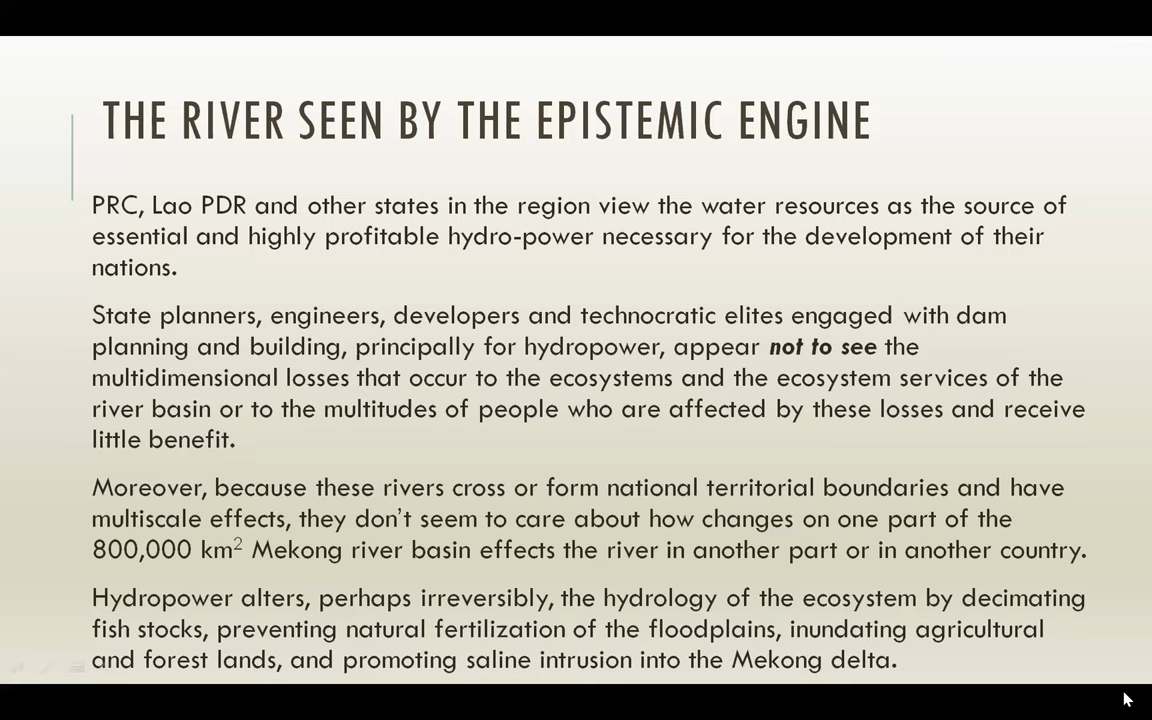 THE RIVER SEEN BY THE EPISTEMIC ENGINE
PRC, Lao PDR and other states in the region view the water resources as the source of
essential and highly profitable hydro-power necessary for the development of their
nations.
State planners, engineers, developers and technocratic elites engaged with dam
planning and building, principally for hydropower, appear not to see the
multidimensional losses that occur to the ecosystems and the ecosystem services of the
river basin or to the multitudes of people who are affected by these losses and receive
little benefit.
Moreover, because these rivers cross or form national territorial boundaries and have
multiscale effects, they don’t seem to care about how changes on one part of the
800,000 km² Mekong river basin effects the river in another part or in another country.
Hydropower alters, perhaps irreversibly, the hydrology of the ecosystem by decimating
fish stocks, preventing natural fertilization of the floodplains, inundating agricultural
and forest lands, and promoting saline intrusion into the Mekong delta.